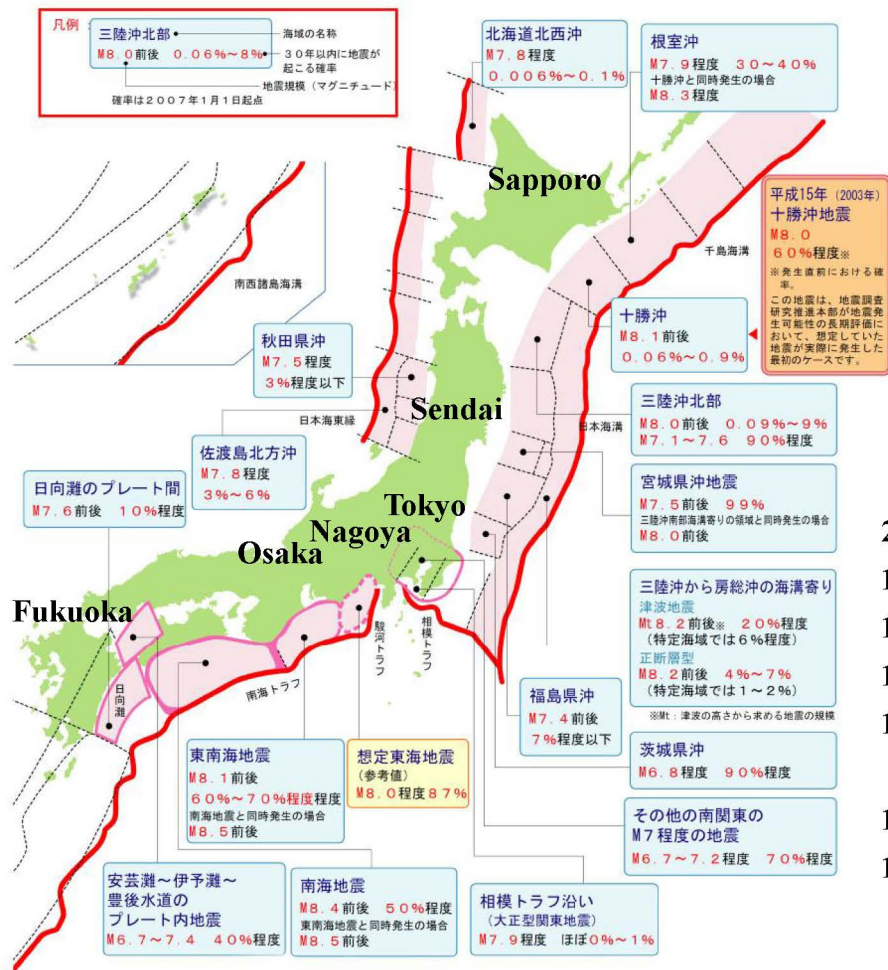 凡例
三陸沖北部
M8.0前後 0.06%～8%
海域の名称
30年以内に地震が
起こる確率
地震規模（マグニチュード）
確率は2007年1月1日起点
北海道北西沖
M7.8程度
0.006%～0.1%
根室沖
M7.9程度 30～40%
十勝沖と同時発生の場合
M8.3程度
Sapporo
平成15年（2003年）
十勝沖地震
M8.0
60%程度※
※発生直前における確
率。
この地震は、地震調査
研究推進本部が地震発
生可能性の長期評価に
おいて、想定していた
地震が実際に発生した
最初のケースです。
千島海溝
南西諸島海溝
十勝沖
M8.1前後
0.06%～0.9%
秋田県沖
M7.5程度
3%程度以下
Sendai
日本海東縁
日本海溝
三陸沖北部
M8.0前後 0.09%～9%
M7.1～7.6 90%程度
佐渡島北方沖
M7.8程度
3%～6%
宮城県沖地震
M7.5前後 99%
三陸沖南部海溝寄りの領域と同時発生の場合
M8.0前後
日向灘のプレート間
M7.6前後 10%程度
Tokyo
Nagoya
Osaka
Fukuoka
2
1
1
1
1
1
1
三陸沖から房総沖の海溝寄り
津波地震
Mt8.2前後※ 20%程度
（特定海域では6%程度）
正断層型
M8.2前後 4%～7%
（特定海域では1～2%）
※Mt：津波の高さから求める地震の規模
駿河トラフ
相模トラフ
南海トラフ
日向灘
福島県沖
M7.4前後
7%程度以下
東南海地震
M8.1前後
60%～70%程度程度
南海地震と同時発生の場合
M8.5前後
想定東海地震
（参考値）
M8.0程度87%
茨城県沖
M6.8程度 90%程度
その他の南関東の
M7程度の地震
M6.7～7.2程度 70%程度
安芸灘～伊予灘～
豊後水道の
プレート内地震
M6.7～7.4 40%程度
南海地震
M8.4前後 50%程度
東南海地震と同時発生の場合
M8.5前後
相模トラフ沿い
（大正型関東地震）
M7.9程度 ほぼ0%～1%